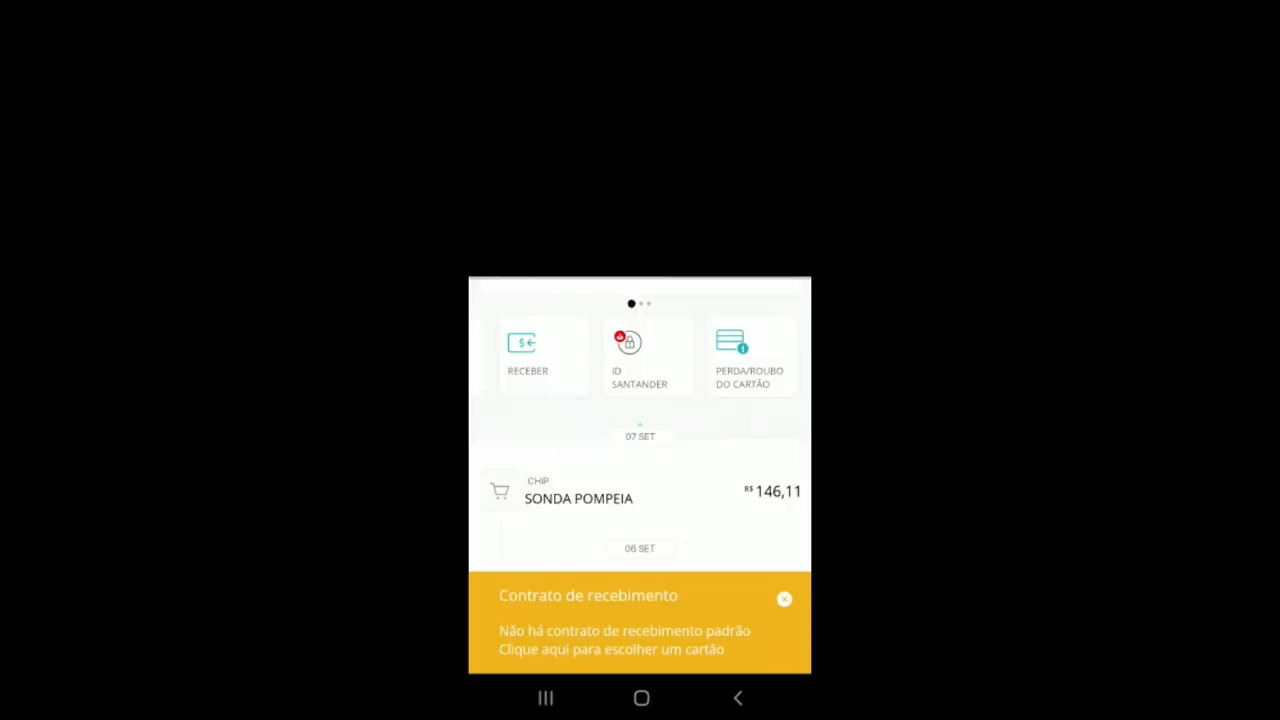 RECEBER
ID
SANTANDER
PERDA/ROUBO
DO CARTÃO
07 SET
CHIP
SONDA POMPEIA
R$ 146,11
06 SET
Contrato de recebimento
Não há contrato de recebimento padrão
Clique aqui para escolher um cartão